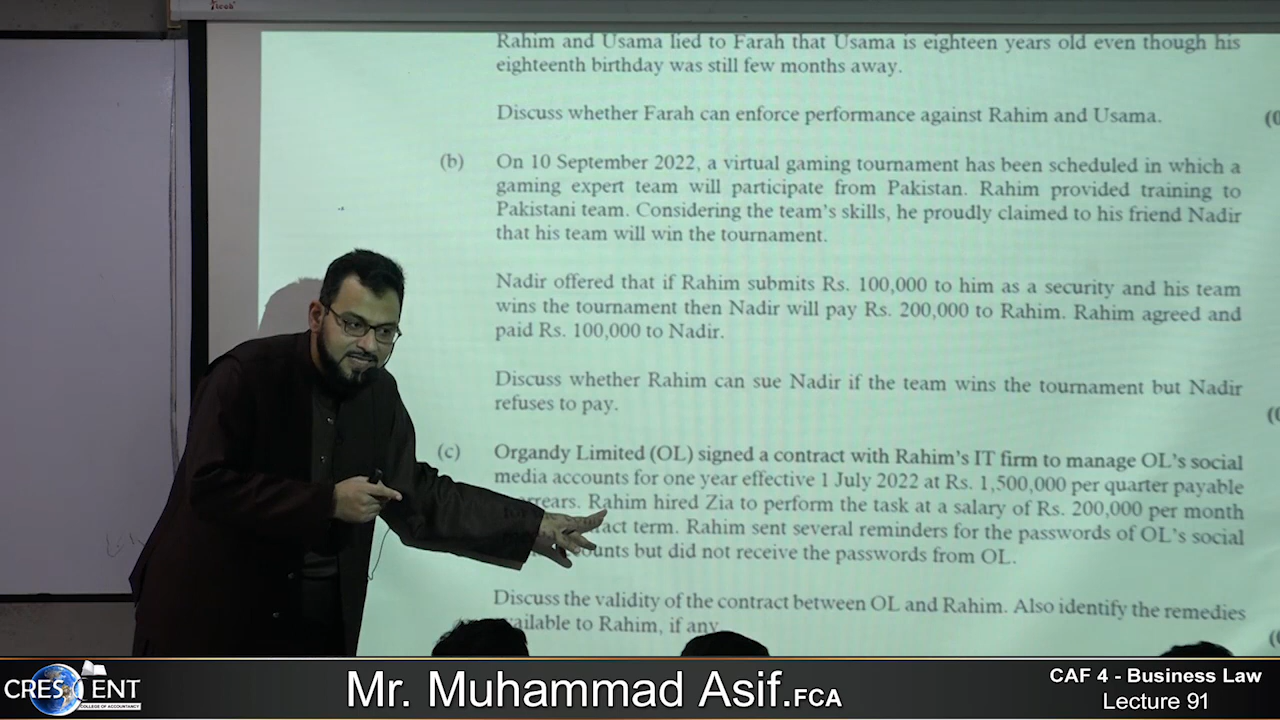 Rahim and Usama lied to Farah that Usama is eighteen years old even though his
eighteenth birthday was still few months away.
Discuss whether Farah can enforce performance against Rahim and Usama.
(b) On 10 September 2022, a virtual gaming tournament has been scheduled in which a
gaming expert team will participate from Pakistan. Rahim provided training to
Pakistani team. Considering the team's skills, he proudly claimed to his friend Nadir
that his team will win the tournament.
Nadir offered that if Rahim submits Rs. 100,000 to him as a security and his team
wins the tournament then Nadir will pay Rs. 200,000 to Rahim. Rahim agreed and
paid Rs. 100,000 to Nadir.
Discuss whether Rahim can sue Nadir if the team wins the tournament but Nadir
refuses to pay.
(c) Organdy Limited (OL) signed a contract with Rahim's IT firm to manage OL's social
media accounts for one year effective 1 July 2022 at Rs. 1,500,000 per quarter payable
Rahim hired Zia to perform the task at a salary of Rs. 200,000 per month
term. Rahim sent several reminders for the passwords of OL's social
but did not receive the passwords from OL.
Discuss the validity of the contract between OL and Rahim. Also identify the remedies
to Rahim, if any
CRESCENT
COLLEGE OF ACCOUNTANCY
Mr. Muhammad Asif.FCA
CAF 4 - Business Law
Lecture 91